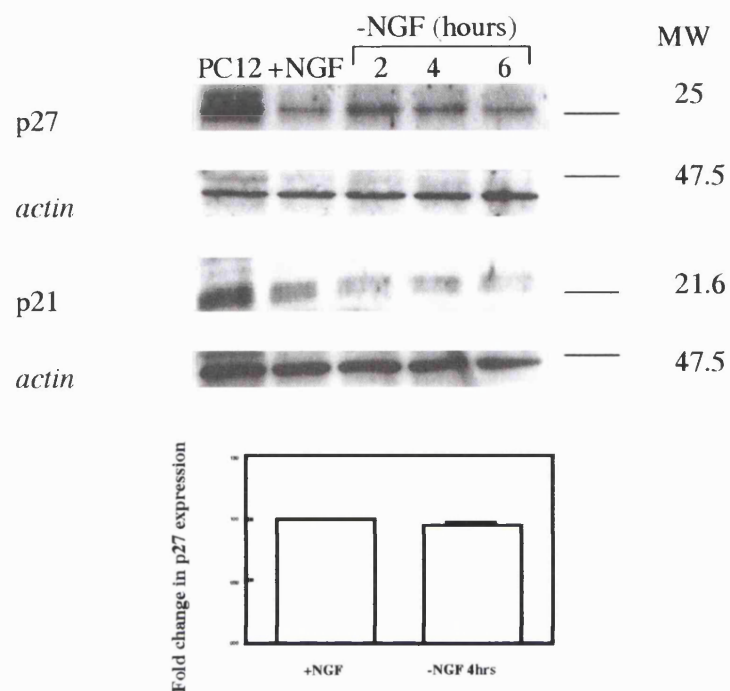 -NGF (hours)
MW
PC12 +NGF 2 4 6
25
p27
47.5
actin
21.6
p21
47.5
actin
Fold change in p27 expression
+NGF
-NGF 4hrs